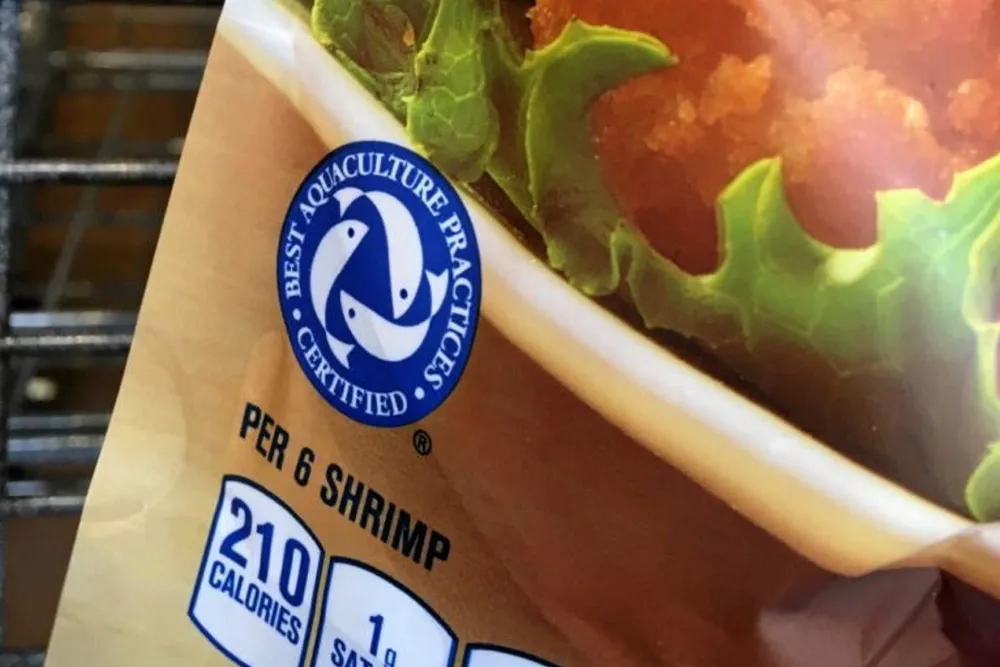 BEST AQUACULTURE PRACTICES
• CERTIFIED •
®
PER 6 SHRIMP
210
CALORIES
1g